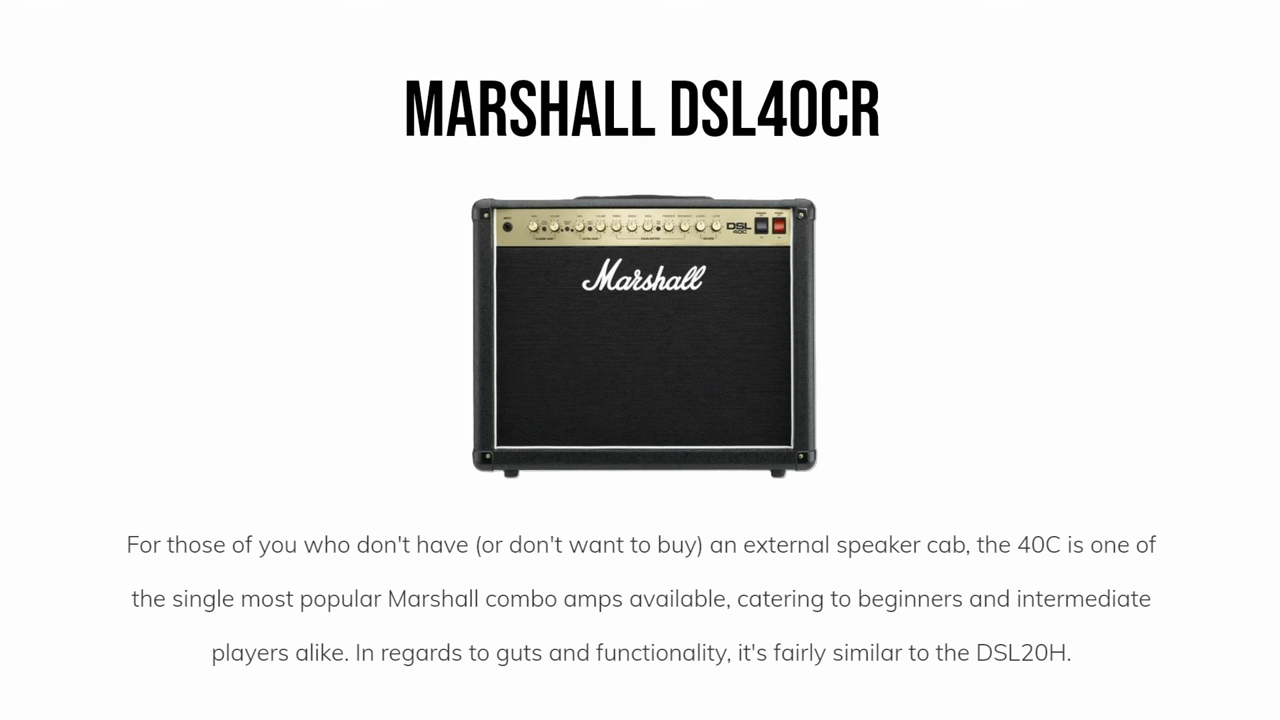 MARSHALL DSL40CR
DSL
40C
Marshall
For those of you who don't have (or don't want to buy) an external speaker cab, the 40C is one of
the single most popular Marshall combo amps available, catering to beginners and intermediate
players alike. In regards to guts and functionality, it's fairly similar to the DSL20H.